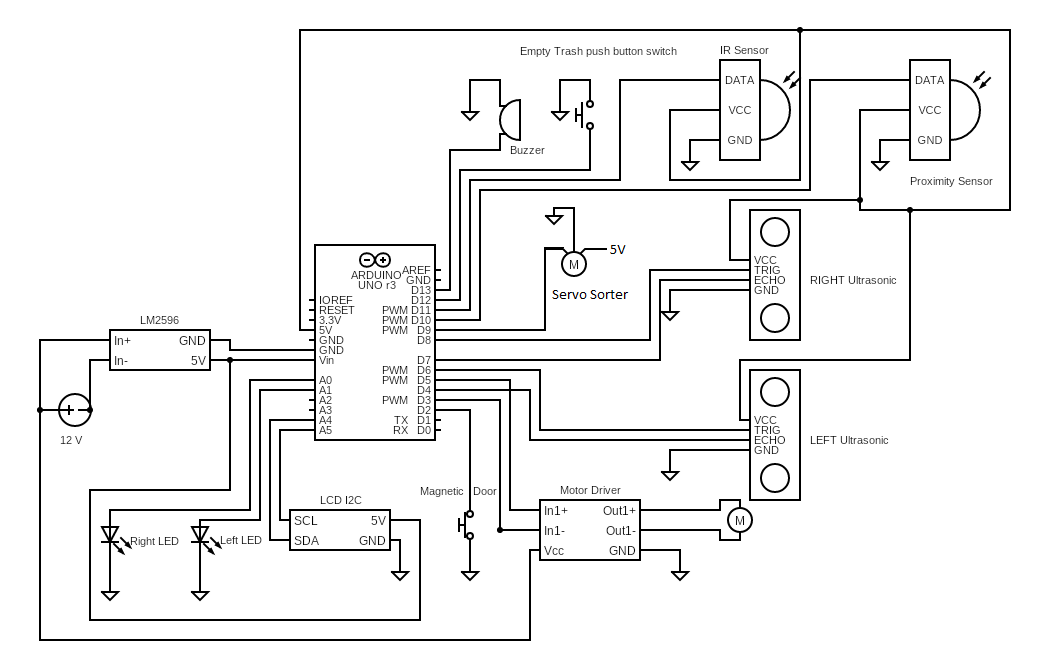 Empty Trash push button switch
IR Sensor
DATA
VCC
GND
DATA
VCC
GND
Proximity Sensor
Buzzer
M
5V
Servo Sorter
ARDUINO
UNO r3
IOREF
RESET
3.3V
5V
GND
GND
Vin
A0
A1
A2
A3
A4
A5
AREF
GND
D13
D12
PWM D11
PWM D10
PWM D9
D8
D7
PWM D6
PWM D5
D4
PWM D3
D2
TX D1
RX D0
VCC
TRIG
ECHO
GND
RIGHT Ultrasonic
VCC
TRIG
ECHO
GND
LEFT Ultrasonic
LM2596
In+ GND
In- 5V
12 V
Right LED
Left LED
LCD I2C
SCL 5V
SDA GND
Magnetic Door
Motor Driver
In1+ Out1+
In1- Out1-
Vcc GND
M